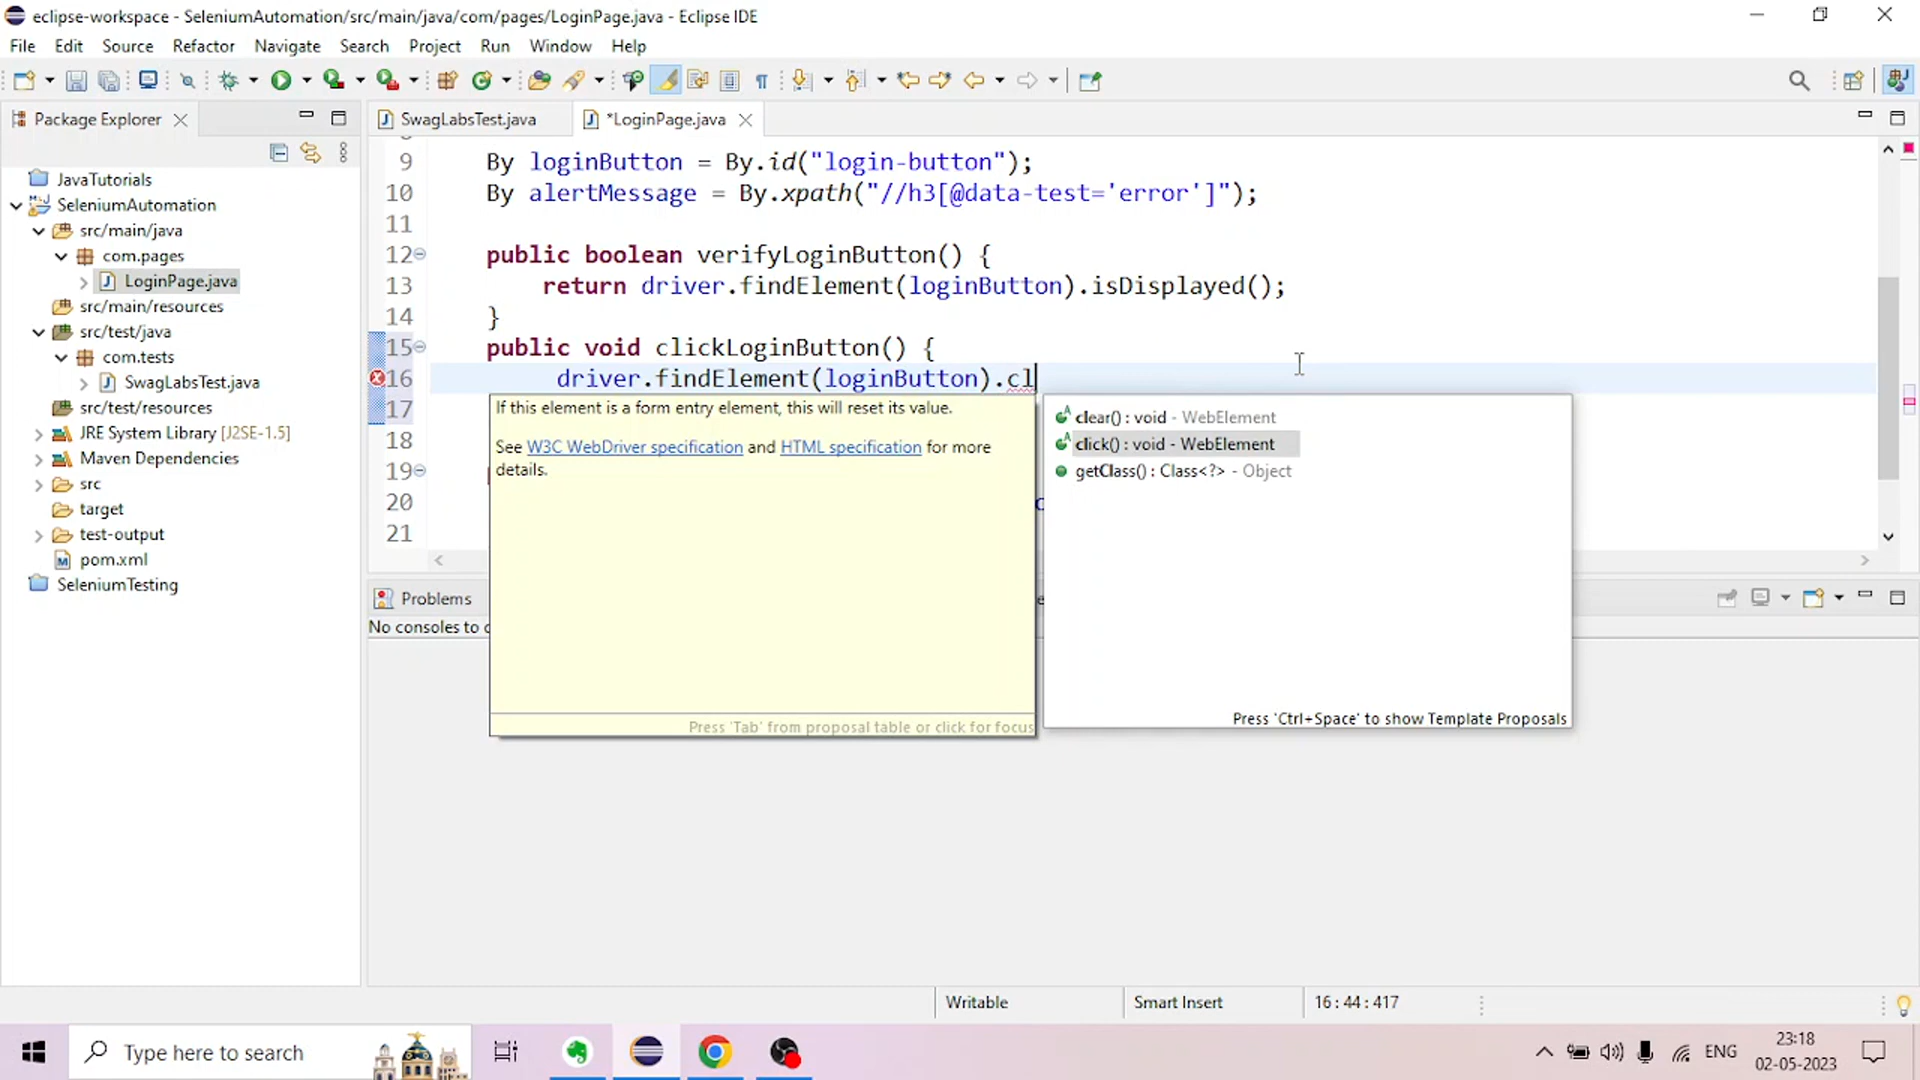 eclipse-workspace - SeleniumAutomation/src/main/java/com/pages/LoginPage.java - Eclipse IDE
File Edit Source Refactor Navigate Search Project Run Window Help
Package Explorer
SwagLabsTest.java
*LoginPage.java
JavaTutorials
SeleniumAutomation
src/main/java
com.pages
LoginPage.java
src/main/resources
src/test/java
com.tests
SwagLabsTest.java
src/test/resources
JRE System Library [J2SE-1.5]
Maven Dependencies
src
target
test-output
pom.xml
SeleniumTesting
9 By loginButton = By.id("login-button");
10 By alertMessage = By.xpath("//h3[@data-test='error']");
11
12 public boolean verifyLoginButton() {
13 return driver.findElement(loginButton).isDisplayed();
14 }
15 public void clickLoginButton() {
16 driver.findElement(loginButton).cl
17
18
19
20
21
If this element is a form entry element, this will reset its value.
See W3C WebDriver specification and HTML specification for more
details.
Press 'Tab' from proposal table or click for focus
clear() : void - WebElement
click() : void - WebElement
getClass() : Class<?> - Object
Press 'Ctrl+Space' to show Template Proposals
Problems
No consoles to
Writable
Smart Insert
16 : 44 : 417
Type here to search
ENG
23:18
02-05-2023